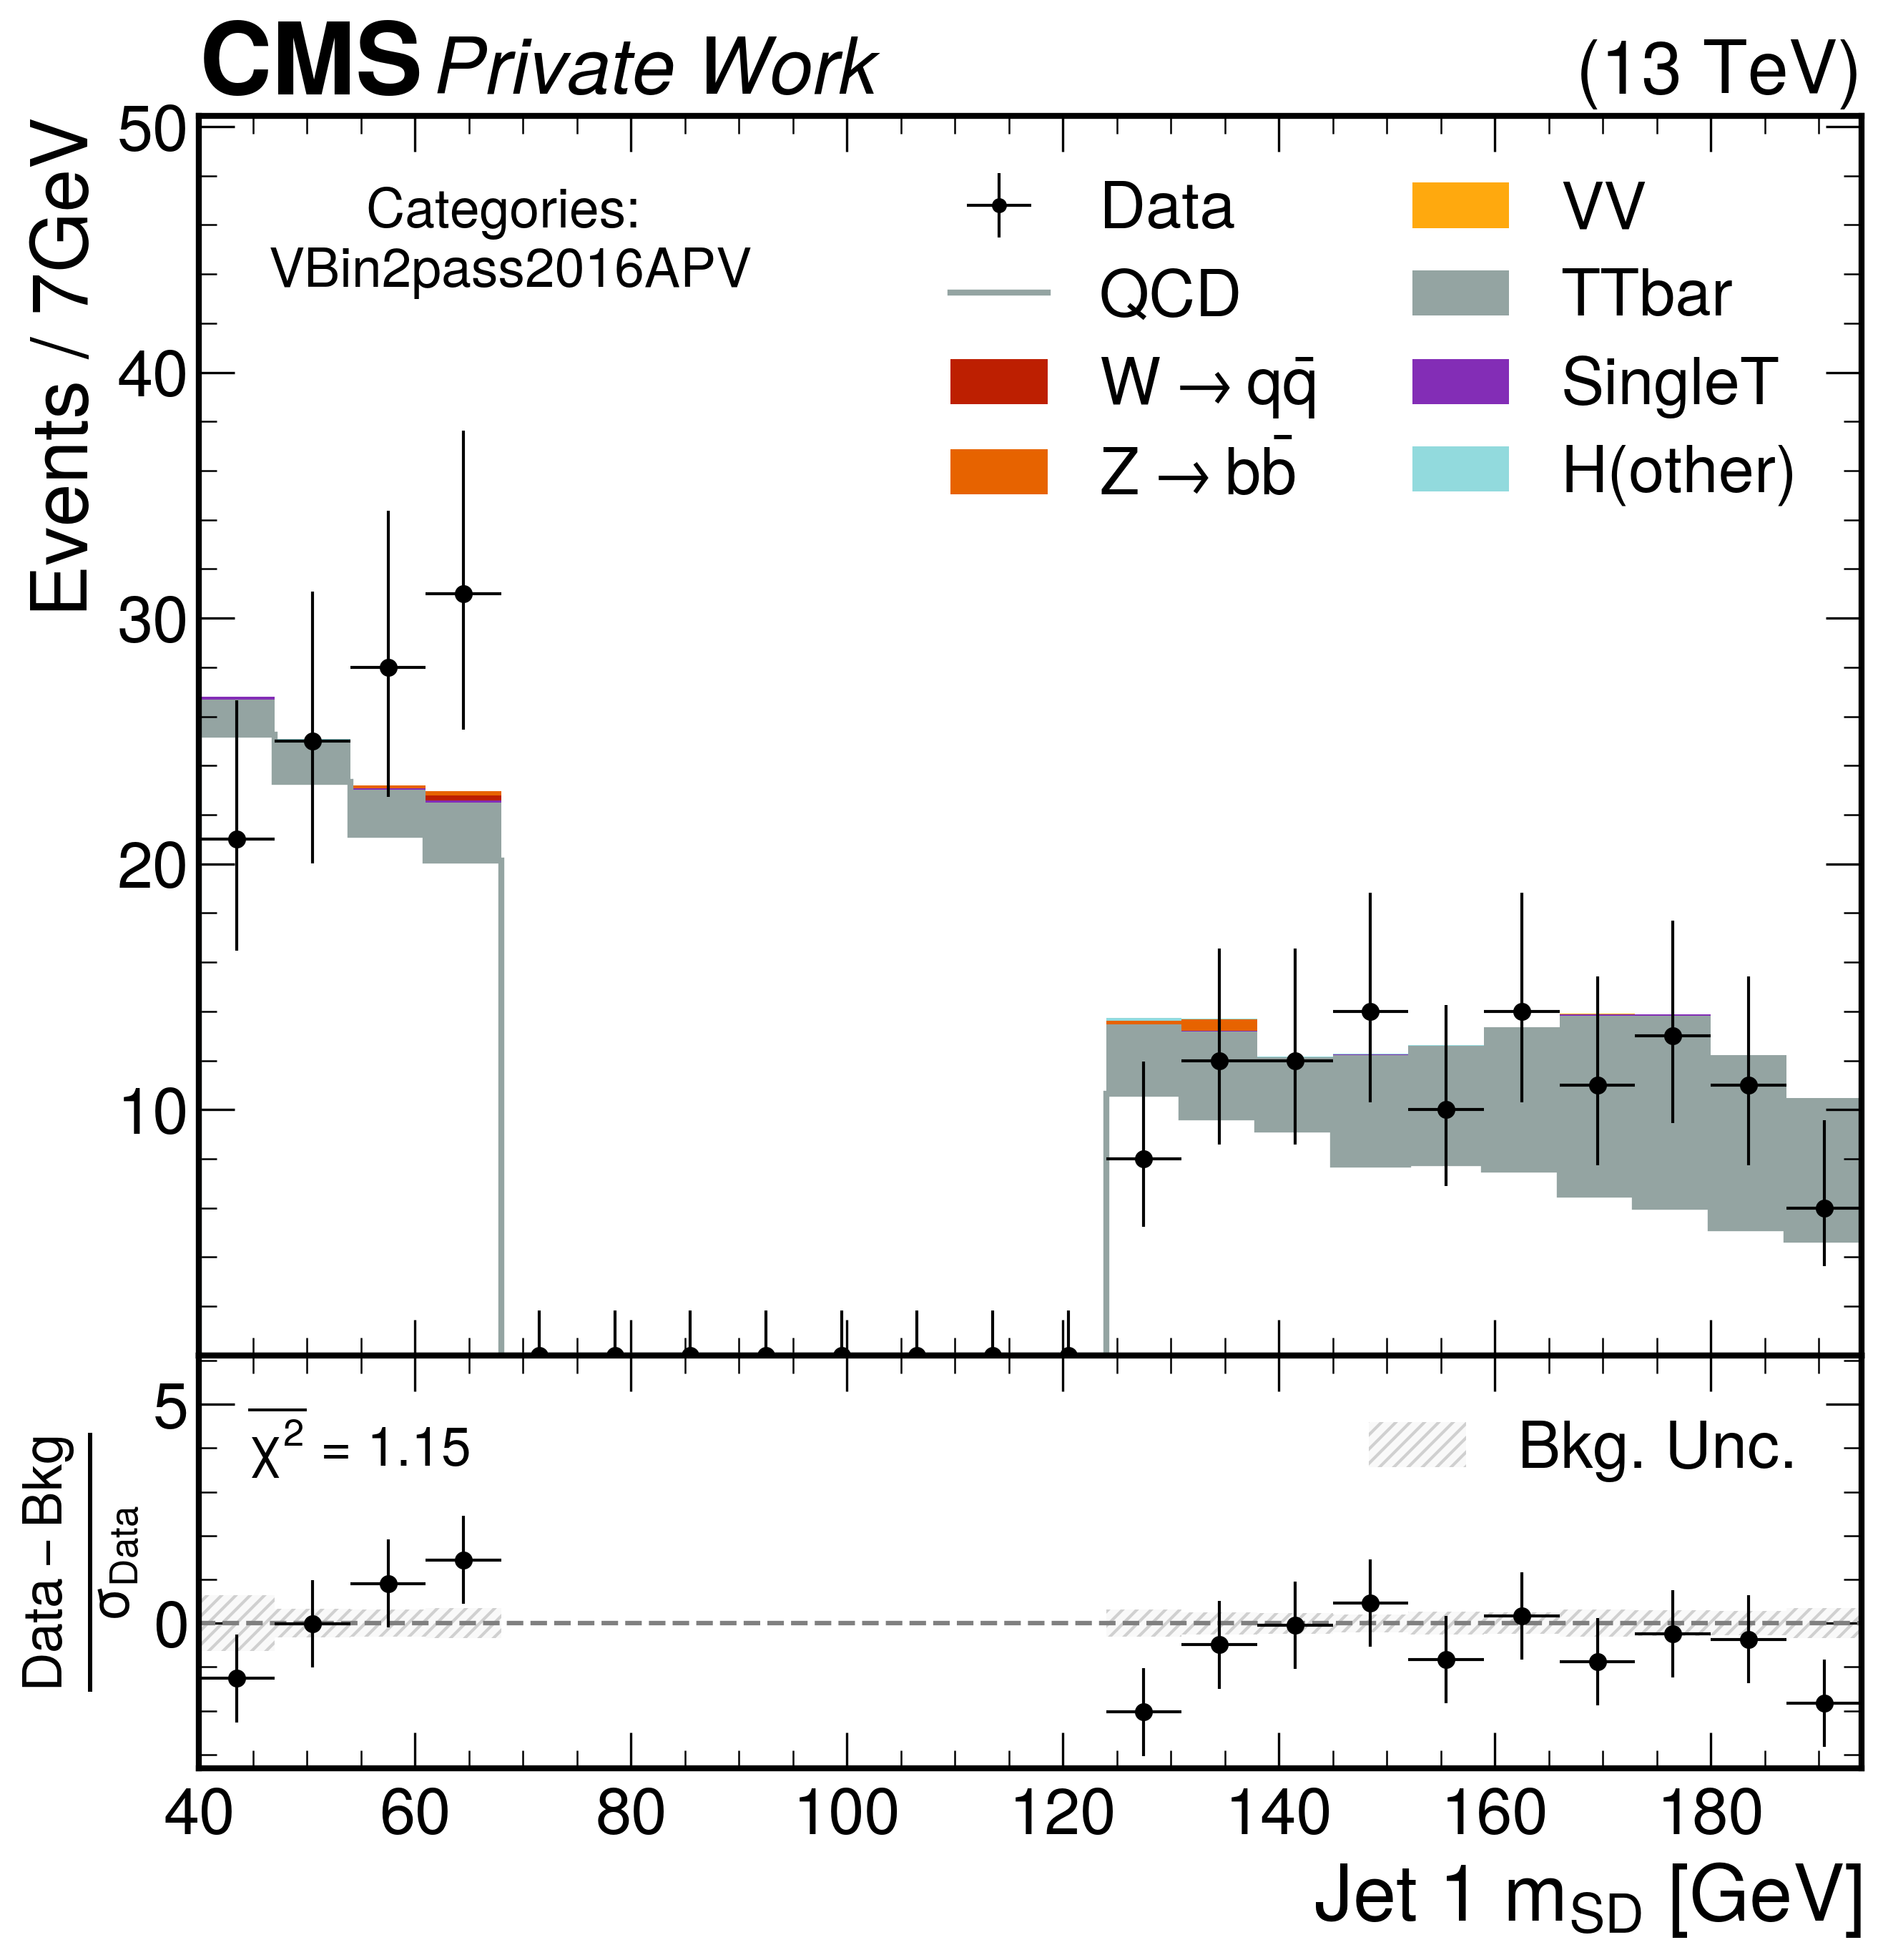 CMS Private Work (13 TeV)
Events / 7GeV
50
40
30
20
10
Categories:
VBin2pass2016APV
Data
QCD
W → qq̄
Z → bb̄
VV
TTbar
SingleT
H(other)
Data − Bkg
σData
5
0
χ² = 1.15
Bkg. Unc.
40 60 80 100 120 140 160 180
Jet 1 mSD [GeV]